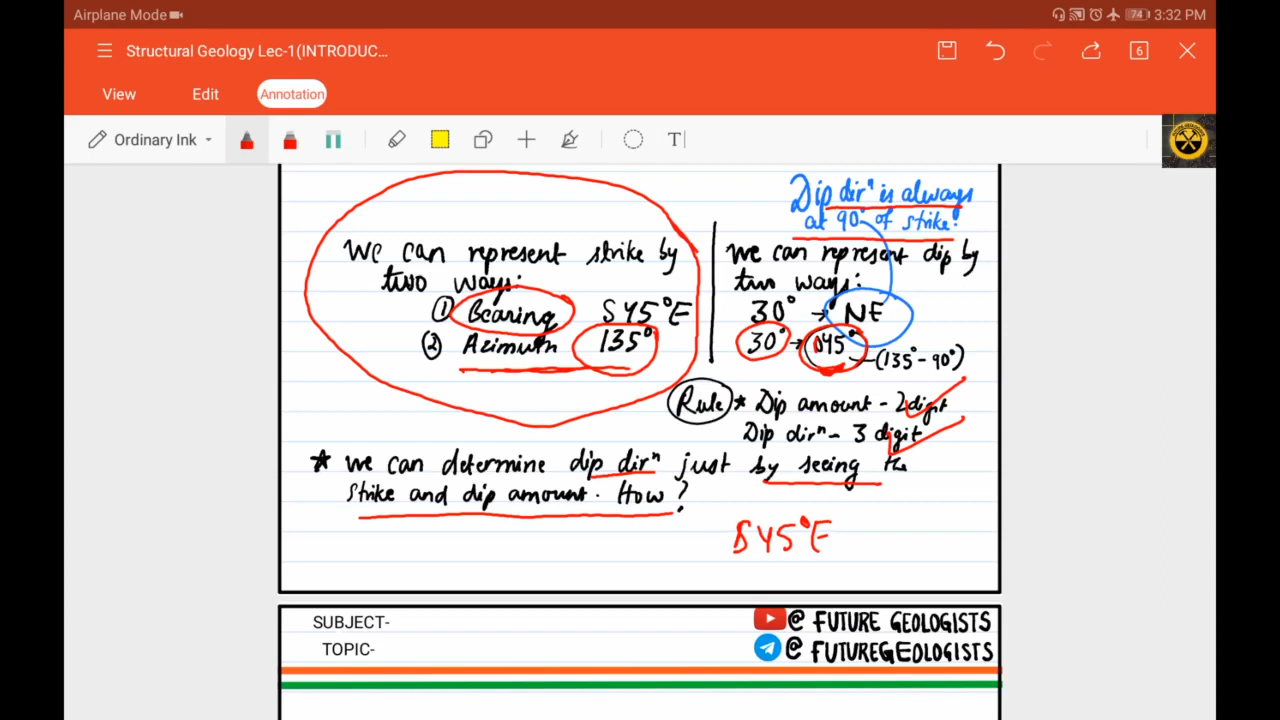 Airplane Mode
74 3:32 PM
Structural Geology Lec-1(INTRODUC...
6
View Edit Annotation
Ordinary Ink
T
Dip dirⁿ is always
at 90° of strike!
We can represent strike by
two ways:
① Bearing S45°E
② Azimuth 135°
We can represent dip by
two ways:
30° → NE
30° → 045°
(135° - 90°)
Rule * Dip amount - 2 digit
Dip dirⁿ - 3 digit
* We can determine dip dirⁿ just by seeing the
strike and dip amount. How?
S45°E
SUBJECT-
TOPIC-
@ FUTURE GEOLOGISTS
@ FUTUREGEOLOGISTS